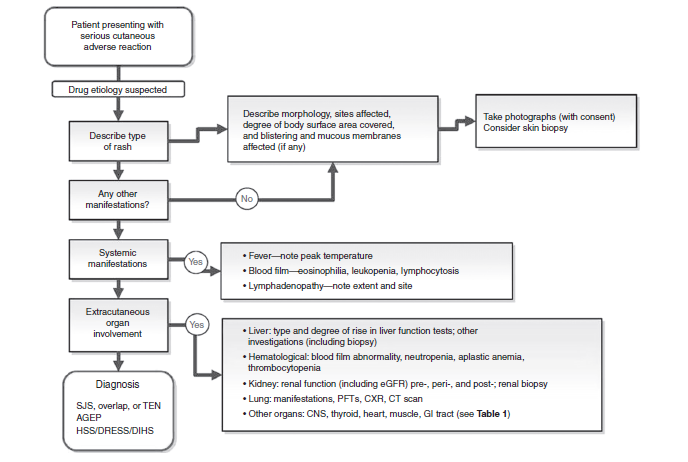 Patient presenting with
serious cutaneous
adverse reaction
Drug etiology suspected
Describe type
of rash
Describe morphology, sites affected,
degree of body surface area covered,
and blistering and mucous membranes
affected (if any)
Take photographs (with consent)
Consider skin biopsy
Any other
manifestations?
No
Systemic
manifestations
Yes
• Fever—note peak temperature
• Blood film—eosinophilia, leukopenia, lymphocytosis
• Lymphadenopathy—note extent and site
Extracutaneous
organ
involvement
Yes
• Liver: type and degree of rise in liver function tests; other
investigations (including biopsy)
• Hematological: blood film abnormality, neutropenia, aplastic anemia,
thrombocytopenia
• Kidney: renal function (including eGFR) pre-, peri-, and post-; renal biopsy
• Lung: manifestations, PFTs, CXR, CT scan
• Other organs: CNS, thyroid, heart, muscle, GI tract (see Table 1)
Diagnosis
SJS, overlap, or TEN
AGEP
HSS/DRESS/DIHS